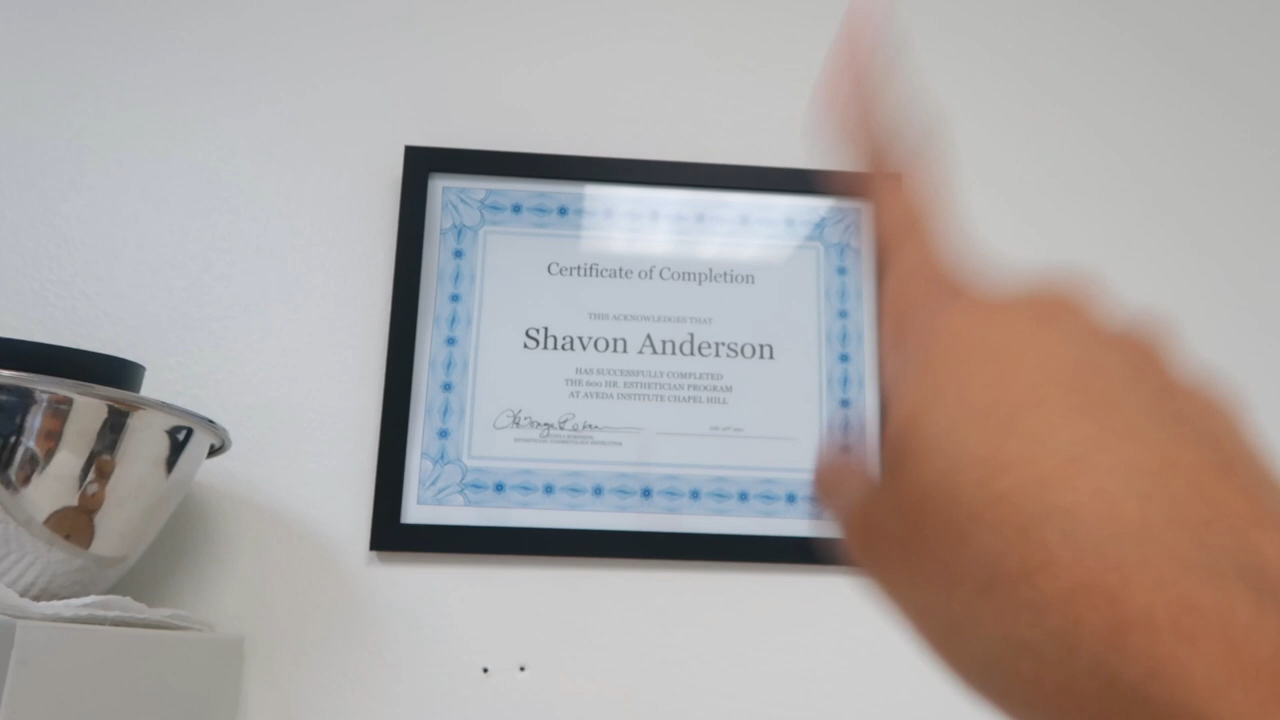 Certificate of Completion
THIS ACKNOWLEDGES THAT
Shavon Anderson
HAS SUCCESSFULLY COMPLETED
THE 600 HR. ESTHETICIAN PROGRAM
AT AVEDA INSTITUTE CHAPEL HILL